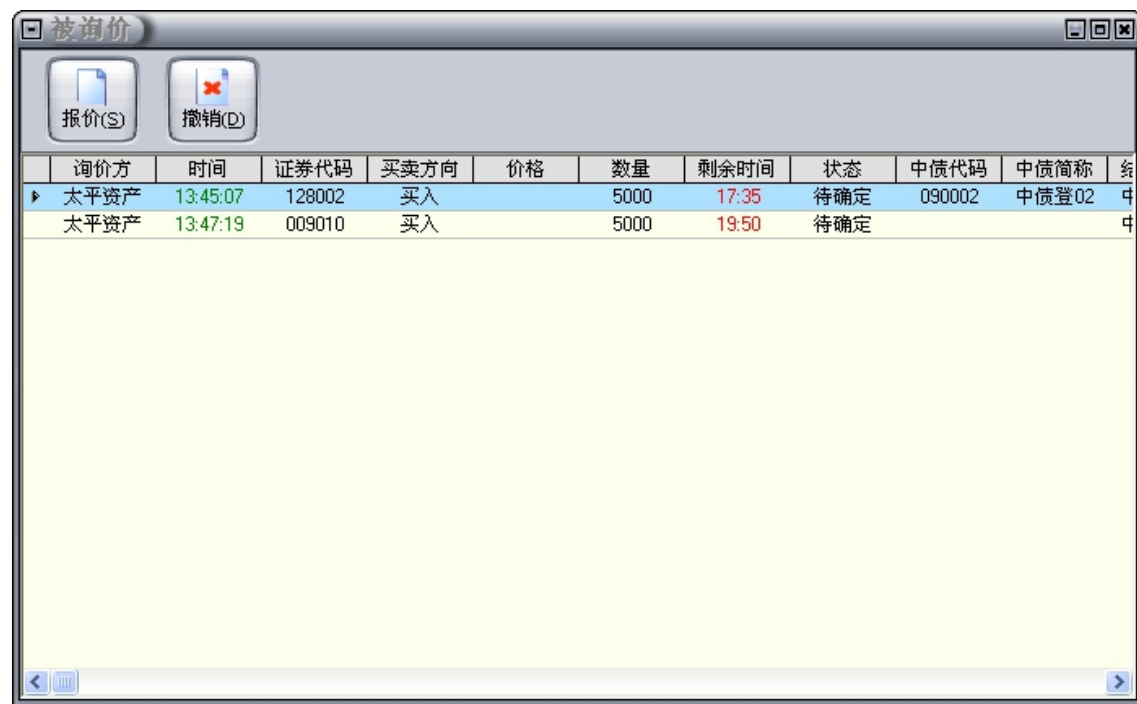 被询价
报价(S) 撤销(D)
询价方 时间 证券代码 买卖方向 价格 数量 剩余时间 状态 中债代码 中债简称
太平资产 13:45:07 128002 买入 5000 17:35 待确定 090002 中债登02 中
太平资产 13:47:19 009010 买入 5000 19:50 待确定 中